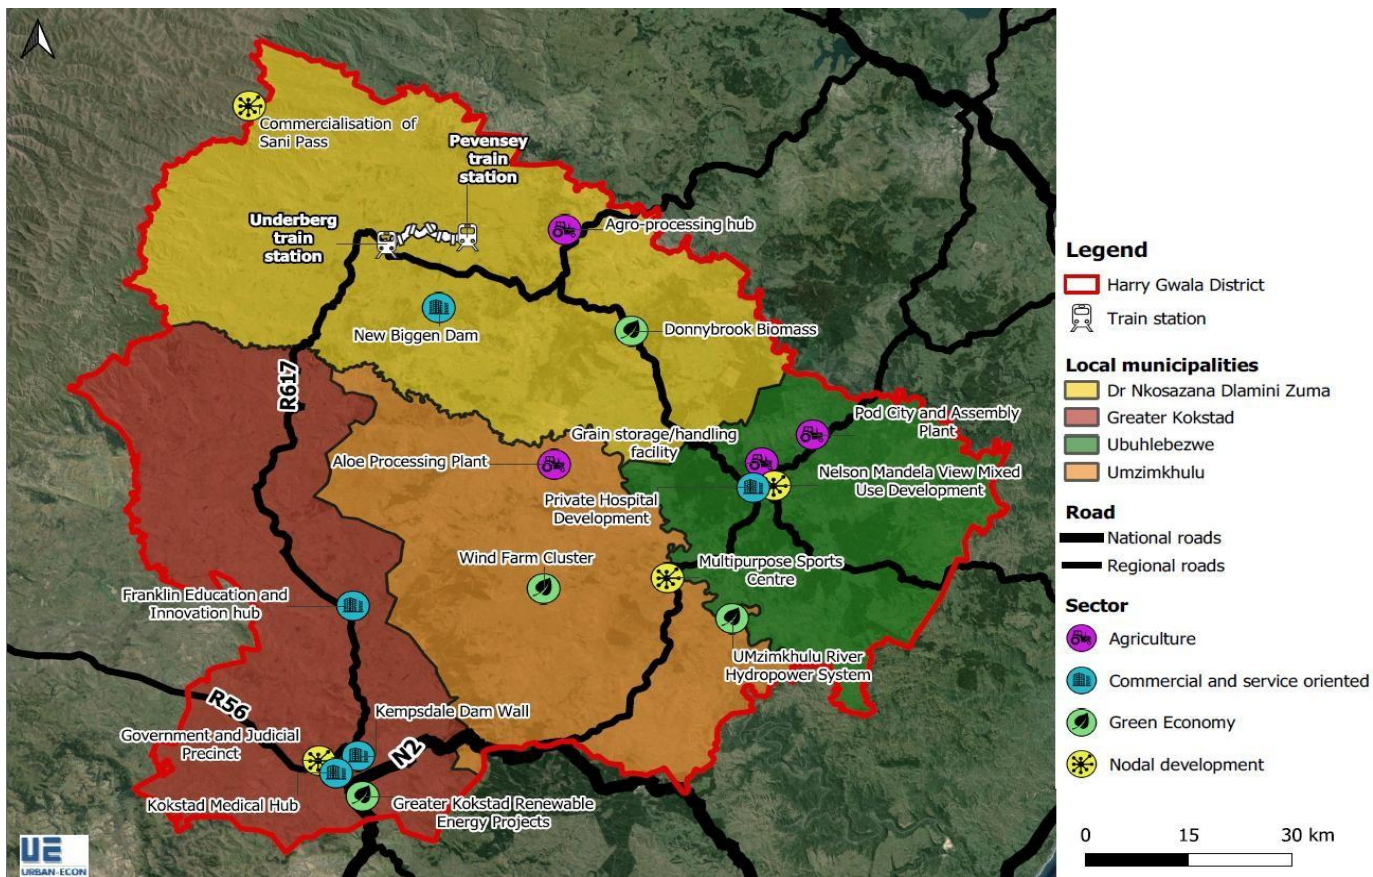 Commercialisation of
Sani Pass
Pevensey
train
station
Underberg
train
station
Agro-processing hub
New Biggen Dam
Donnybrook Biomass
R617
Pod City and Assembly
Plant
Grain storage/handling
facility
Aloe Processing Plant
Nelson Mandela View Mixed
Use Development
Private Hospital
Development
Wind Farm Cluster
Multipurpose Sports
Centre
Franklin Education and
Innovation hub
UMzimkhulu River
Hydropower System
R56
Kempsdale Dam Wall
Government and Judicial
Precinct
N2
Kokstad Medical Hub
Greater Kokstad Renewable
Energy Projects
UE
URBAN-ECON
Legend
Harry Gwala District
Train station
Local municipalities
Dr Nkosazana Dlamini Zuma
Greater Kokstad
Ubuhlebezwe
Umzimkhulu
Road
National roads
Regional roads
Sector
Agriculture
Commercial and service oriented
Green Economy
Nodal development
0 15 30 km